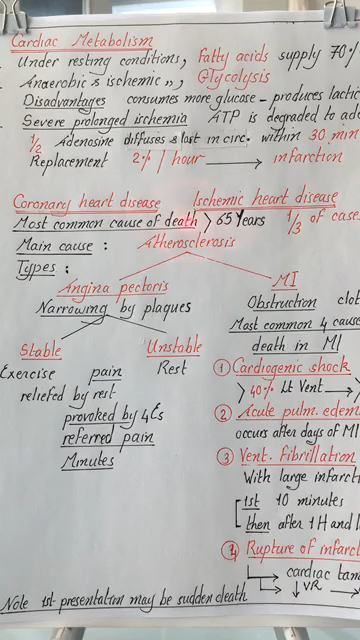 Cardiac Metabolism
Under resting conditions, Fatty acids supply 70%
Anaerobic & ischemic ,, Glycolysis
Disadvantages consumes more glucose - produces lactic
Severe prolonged ischemia ATP is degraded to ade
1/2 Adenosine diffuses & lost in circ. within 30 min
Replacement 2% / hour → infarction
Coronary heart disease Ischemic heart disease
Most common cause of death > 65 Years 1/3 of case
Main cause : Atherosclerosis
Types :
Angina pectoris
Narrowing by plaques
Stable
Exercise pain
reliefed by rest
provoked by 4Es
referred pain
Minutes
Unstable
Rest
MI
Obstruction clot
Most common 4 cause
death in MI
① Cardiogenic shock
> 40% Lt Vent →
② Acute pulm. edem
occurs after days of MI
③ Vent. Fibrillation
With large infarct
1st 10 minutes
then after 1 H and
④ Rupture of infarct
→ cardiac tam
→ ↓ VR →
Note 1st presentation may be sudden death